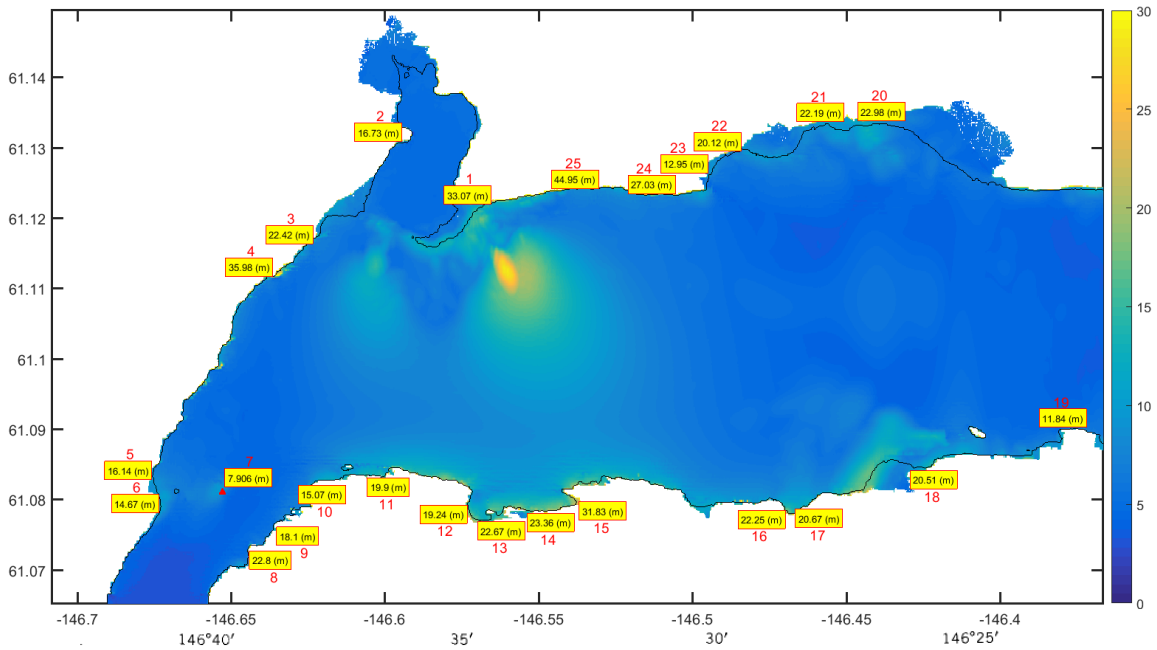 30
21
20
22.19 (m)
22.98 (m)
61.14
2
16.73 (m)
22
20.12 (m)
25
61.13
23
12.95 (m)
25
24
44.95 (m)
27.03 (m)
1
33.07 (m)
61.12
3
22.42 (m)
20
4
35.98 (m)
61.11
15
61.1
10
61.09
19
11.84 (m)
5
16.14 (m)
7
7.906 (m)
6
14.67 (m)
61.08
15.07 (m)
10
19.9 (m)
11
20.51 (m)
18
5
19.24 (m)
12
22.67 (m)
13
23.36 (m)
14
31.83 (m)
15
22.25 (m)
16
20.67 (m)
17
18.1 (m)
9
61.07
22.8 (m)
8
0
-146.7 -146.65 -146.6 -146.55 -146.5 -146.45 -146.4
146°40′ 35′ 30′ 146°25′